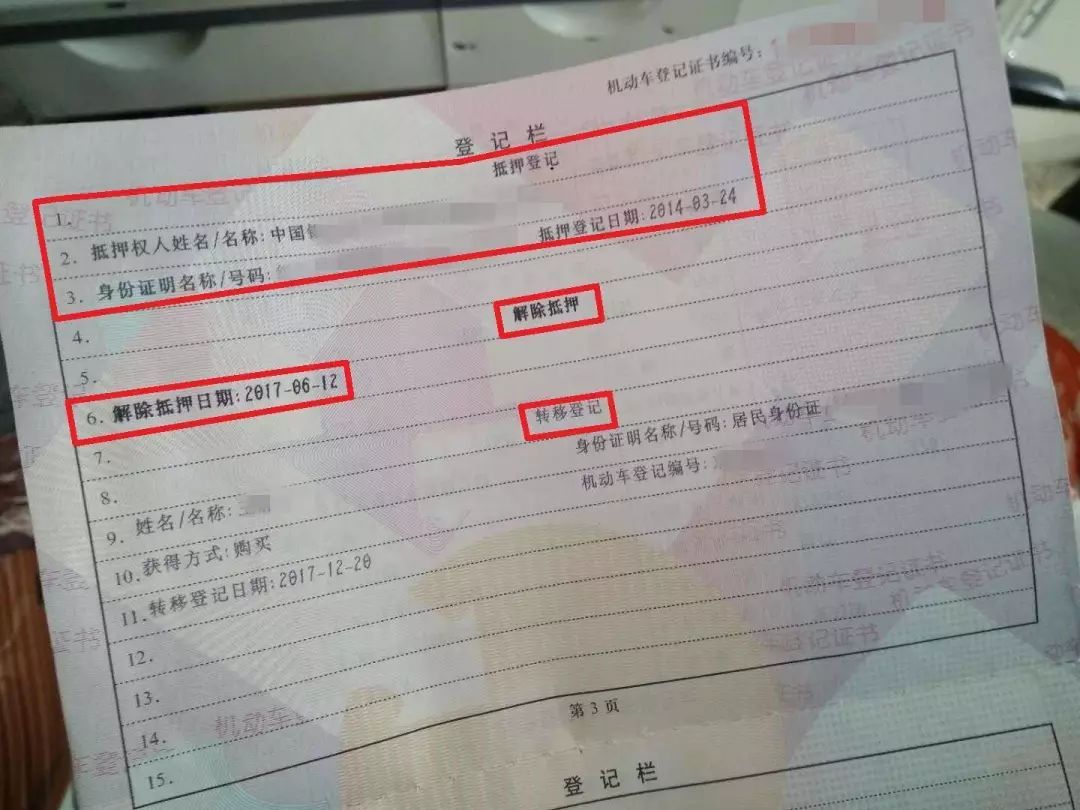 机动车登记证书编号:
登记栏
1. 抵押登记
2. 抵押权人姓名/名称:中国
3. 身份证明名称/号码: 抵押登记日期:2014-03-24
4.
5. 解除抵押
6. 解除抵押日期:2017-06-12
7.
8. 转移登记
9. 姓名/名称: 身份证明名称/号码:居民身份证
10. 获得方式:购买 机动车登记编号:
11. 转移登记日期:2017-12-20
12.
13.
14.
15.
第3页
登记栏